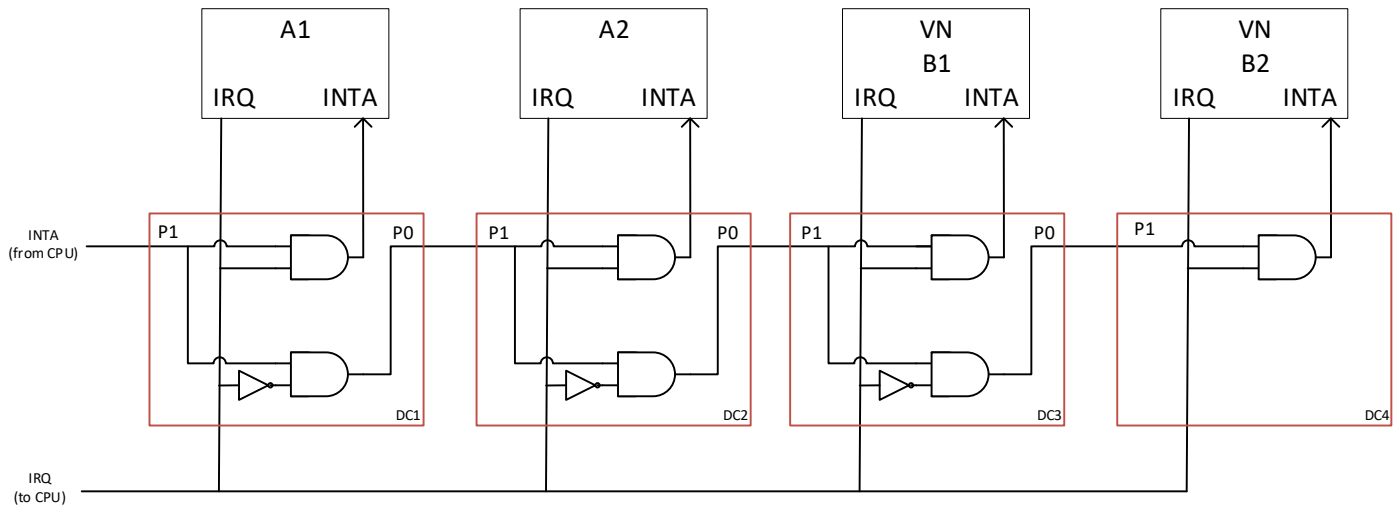 A1
A2
VN
B1
VN
B2
IRQ INTA
IRQ INTA
IRQ INTA
IRQ INTA
INTA
(from CPU)
P1
P0
P1
P0
P1
P0
P1
DC1
DC2
DC3
DC4
IRQ
(to CPU)